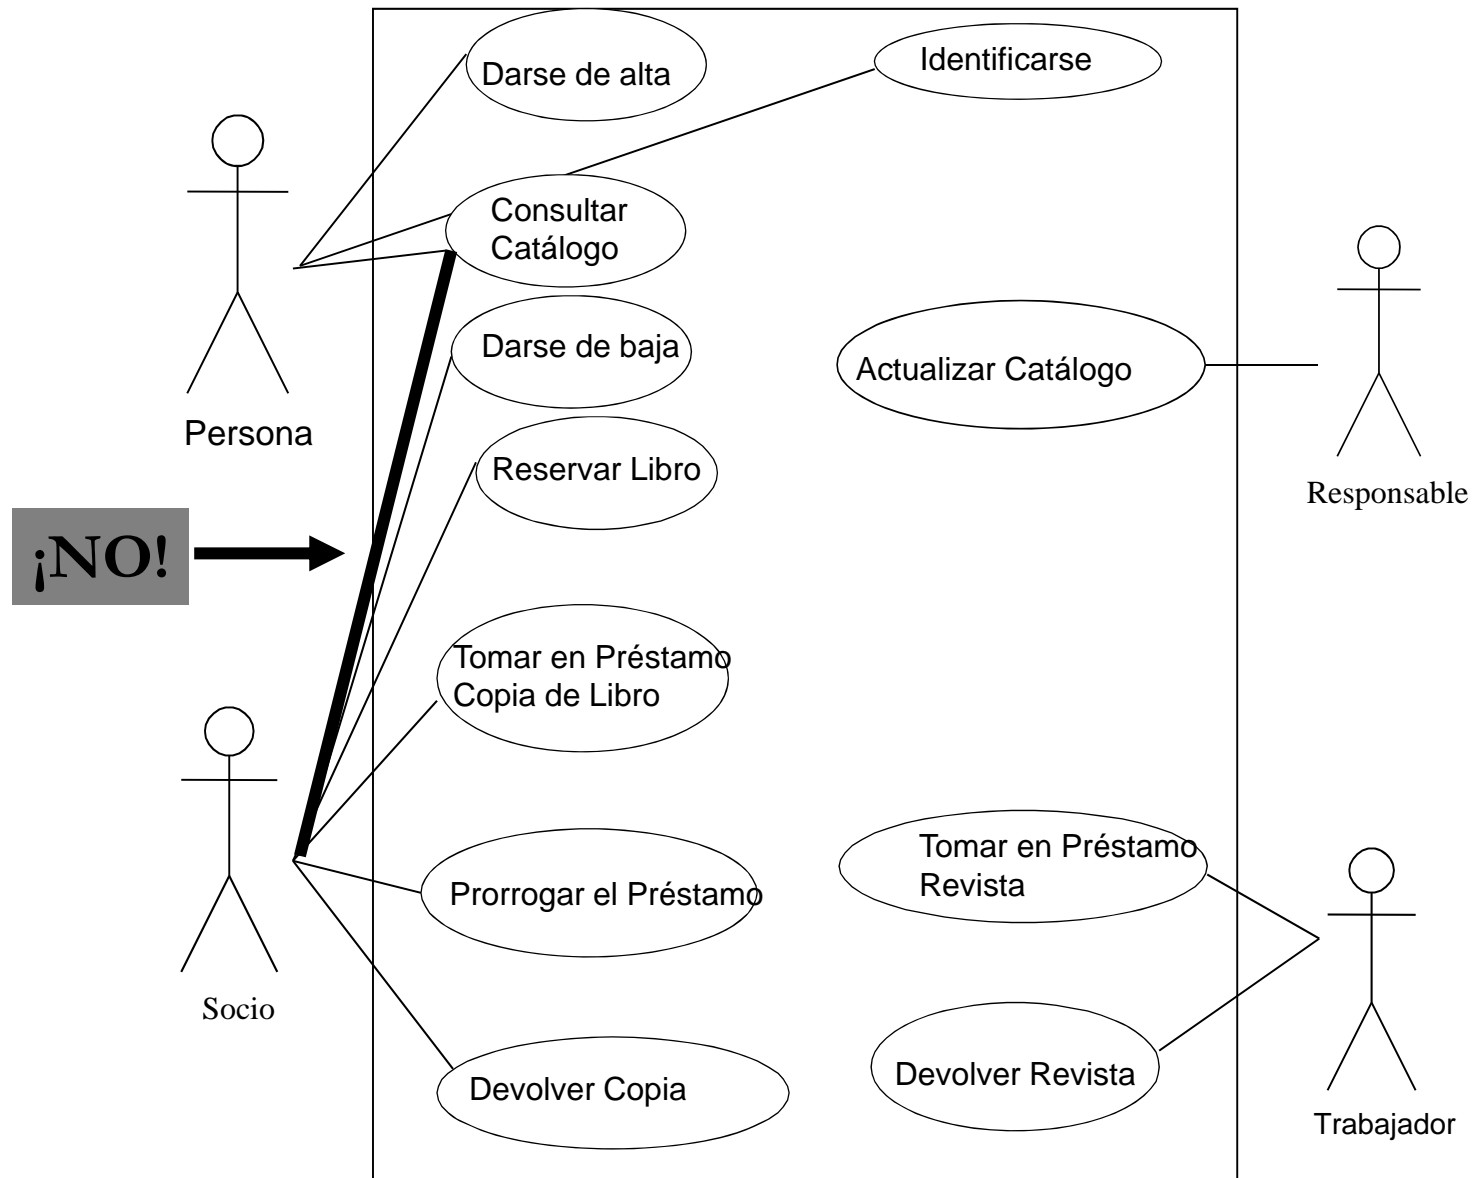 Darse de alta
Identificarse
Consultar
Catálogo
Darse de baja
Actualizar Catálogo
Persona
Reservar Libro
Responsable
¡NO!
Tomar en Préstamo
Copia de Libro
Tomar en Préstamo
Revista
Prorrogar el Préstamo
Socio
Devolver Copia
Devolver Revista
Trabajador